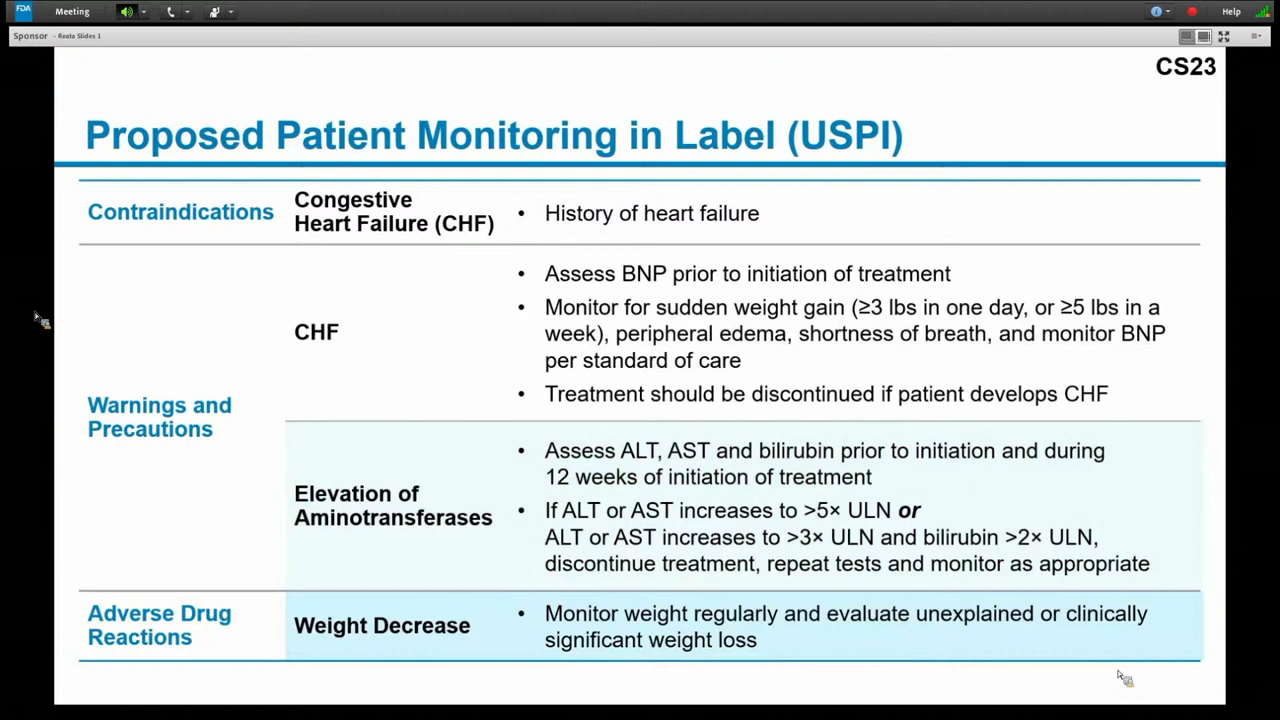 FDA
Meeting
Help
Sponsor - Reata Slides 1
CS23
Proposed Patient Monitoring in Label (USPI)
Contraindications
Congestive
Heart Failure (CHF)
• History of heart failure
Warnings and
Precautions
CHF
• Assess BNP prior to initiation of treatment
• Monitor for sudden weight gain (≥3 lbs in one day, or ≥5 lbs in a
week), peripheral edema, shortness of breath, and monitor BNP
per standard of care
• Treatment should be discontinued if patient develops CHF
Elevation of
Aminotransferases
• Assess ALT, AST and bilirubin prior to initiation and during
12 weeks of initiation of treatment
• If ALT or AST increases to >5× ULN or
ALT or AST increases to >3× ULN and bilirubin >2× ULN,
discontinue treatment, repeat tests and monitor as appropriate
Adverse Drug
Reactions
Weight Decrease
• Monitor weight regularly and evaluate unexplained or clinically
significant weight loss